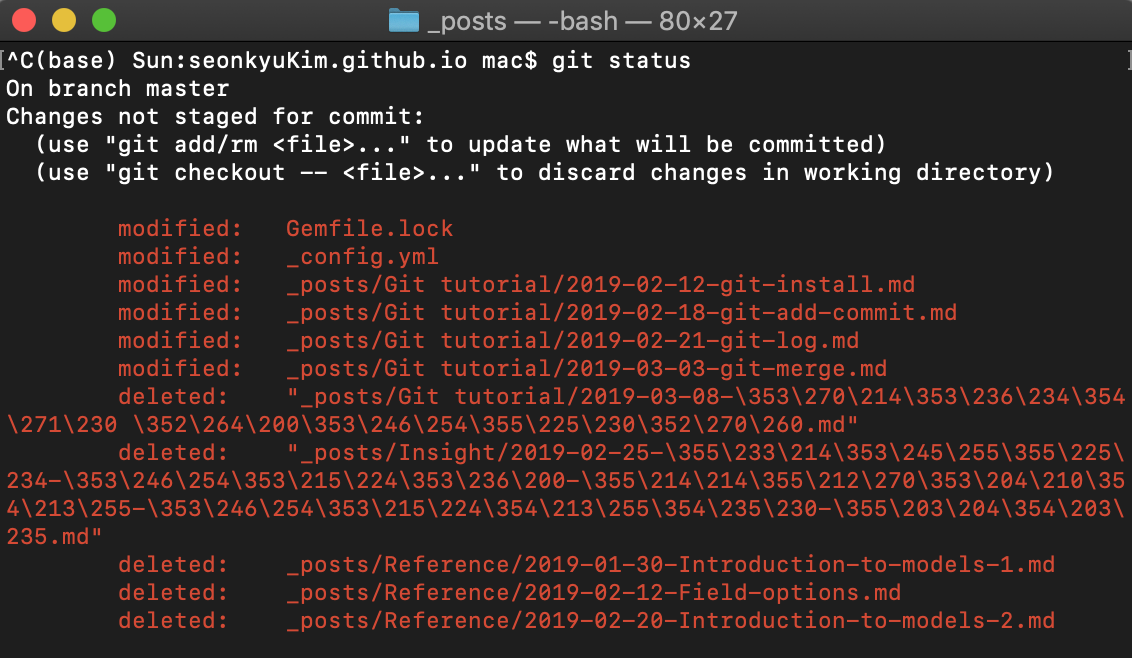 _posts — -bash — 80×27
[^C(base) Sun:seonkyuKim.github.io mac$ git status ]
On branch master
Changes not staged for commit:
  (use "git add/rm <file>..." to update what will be committed)
  (use "git checkout -- <file>..." to discard changes in working directory)
modified:   Gemfile.lock
modified:   _config.yml
modified:   _posts/Git tutorial/2019-02-12-git-install.md
modified:   _posts/Git tutorial/2019-02-18-git-add-commit.md
modified:   _posts/Git tutorial/2019-02-21-git-log.md
modified:   _posts/Git tutorial/2019-03-03-git-merge.md
deleted:    "_posts/Git tutorial/2019-03-08-\353\270\214\353\236\234\354
\271\230 \352\264\200\353\246\254\355\225\230\352\270\260.md"
deleted:    "_posts/Insight/2019-02-25-\355\233\214\353\245\255\355\225\
234-\353\246\254\353\215\224\353\236\200-\355\214\214\355\212\270\353\204\210\35
4\213\255-\353\246\254\353\215\224\354\213\255\354\235\230-\355\203\204\354\203\
235.md"
deleted:    _posts/Reference/2019-01-30-Introduction-to-models-1.md
deleted:    _posts/Reference/2019-02-12-Field-options.md
deleted:    _posts/Reference/2019-02-20-Introduction-to-models-2.md